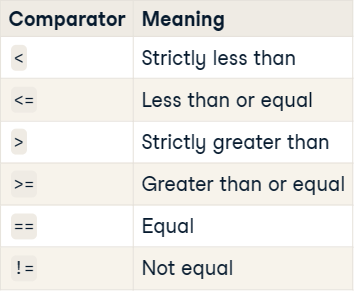 Comparator Meaning
< Strictly less than
<= Less than or equal
> Strictly greater than
>= Greater than or equal
== Equal
!= Not equal